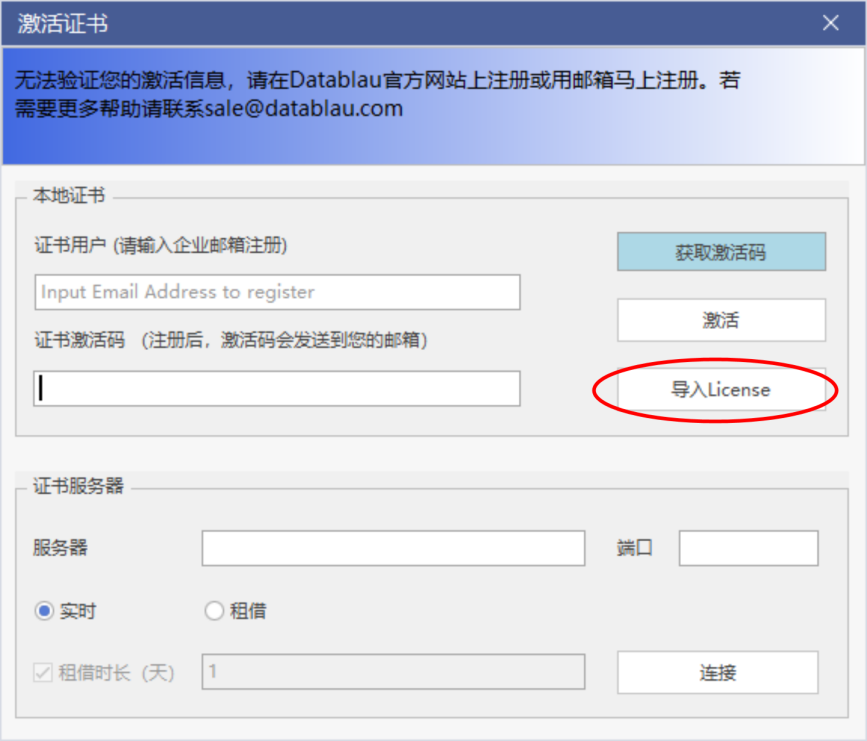 激活证书
无法验证您的激活信息，请在Datablau官方网站上注册或用邮箱马上注册。若
需要更多帮助请联系sale@datablau.com
本地证书
证书用户 (请输入企业邮箱注册)
获取激活码
Input Email Address to register
激活
证书激活码 （注册后，激活码会发送到您的邮箱）
导入License
证书服务器
服务器
端口
实时
租借
租借时长（天）
1
连接